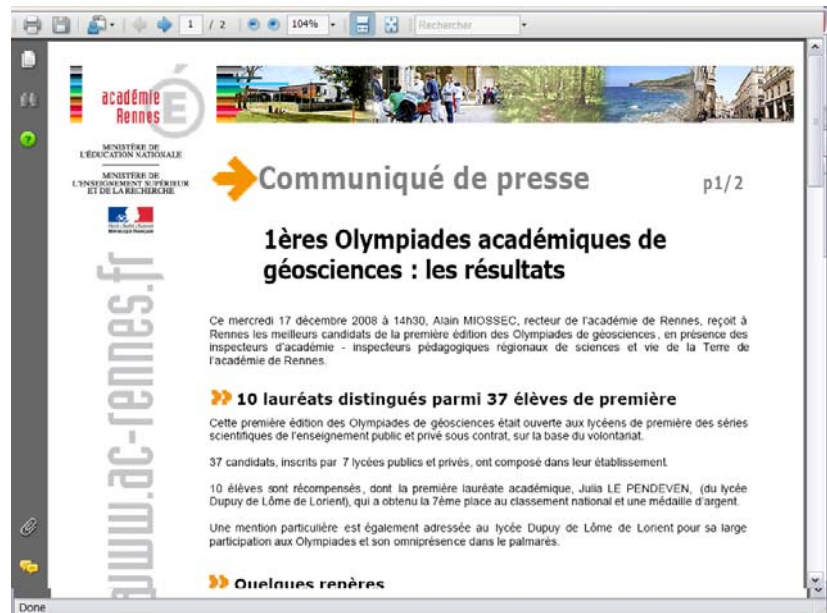 1 / 2 104% Rechercher
académie
Rennes
MINISTÈRE DE
L'ÉDUCATION NATIONALE
MINISTÈRE DE
L'ENSEIGNEMENT SUPÉRIEUR
ET DE LA RECHERCHE
www.ac-rennes.fr
Communiqué de presse p1/2
1ères Olympiades académiques de
géosciences : les résultats
Ce mercredi 17 décembre 2008 à 14h30, Alain MIOSSEC, recteur de l'académie de Rennes, reçoit à
Rennes les meilleurs candidats de la première édition des Olympiades de géosciences, en présence des
inspecteurs d'académie - inspecteurs pédagogiques régionaux de sciences et vie de la Terre de
l'académie de Rennes.
10 lauréats distingués parmi 37 élèves de première
Cette première édition des Olympiades de géosciences était ouverte aux lycéens de première des séries
scientifiques de l'enseignement public et privé sous contrat, sur la base du volontariat.
37 candidats, inscrits par 7 lycées publics et privés, ont composé dans leur établissement.
10 élèves sont récompensés, dont la première lauréate académique, Julia LE PENDEVEN, (du lycée
Dupuy de Lôme de Lorient), qui a obtenu la 7ème place au classement national et une médaille d'argent.
Une mention particulière est également adressée au lycée Dupuy de Lôme de Lorient pour sa large
participation aux Olympiades et son omniprésence dans le palmarès.
Quelques repères
Done